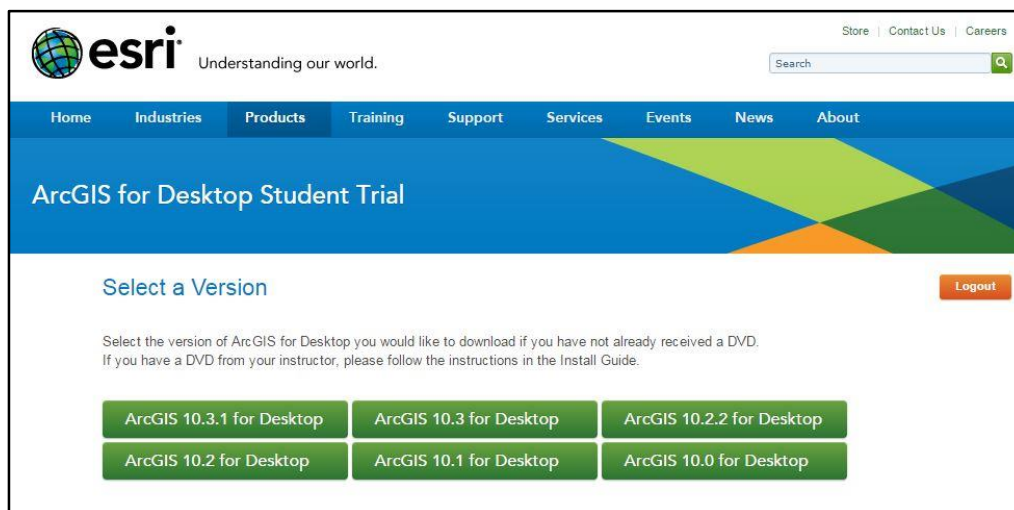 Store | Contact Us | Careers
esri Understanding our world.
Search
Home Industries Products Training Support Services Events News About
ArcGIS for Desktop Student Trial
Select a Version
Logout
Select the version of ArcGIS for Desktop you would like to download if you have not already received a DVD.
If you have a DVD from your instructor, please follow the instructions in the Install Guide.
ArcGIS 10.3.1 for Desktop ArcGIS 10.3 for Desktop ArcGIS 10.2.2 for Desktop
ArcGIS 10.2 for Desktop ArcGIS 10.1 for Desktop ArcGIS 10.0 for Desktop